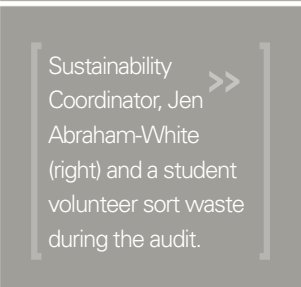 Sustainability »
Coordinator, Jen
Abraham-White
(right) and a student
volunteer sort waste
during the audit.